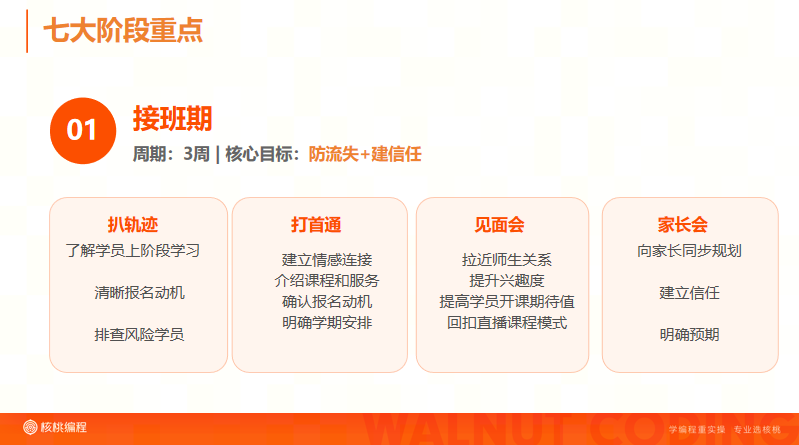 七大阶段重点
01
接班期
周期：3周 | 核心目标：防流失+建信任
扒轨迹
了解学员上阶段学习
清晰报名动机
排查风险学员
打首通
建立情感连接
介绍课程和服务
确认报名动机
明确学期安排
见面会
拉近师生关系
提升兴趣度
提高学员开课期待值
回扣直播课程模式
家长会
向家长同步规划
建立信任
明确预期
核桃编程
WALNUT CODING
学编程重实操 专业选核桃